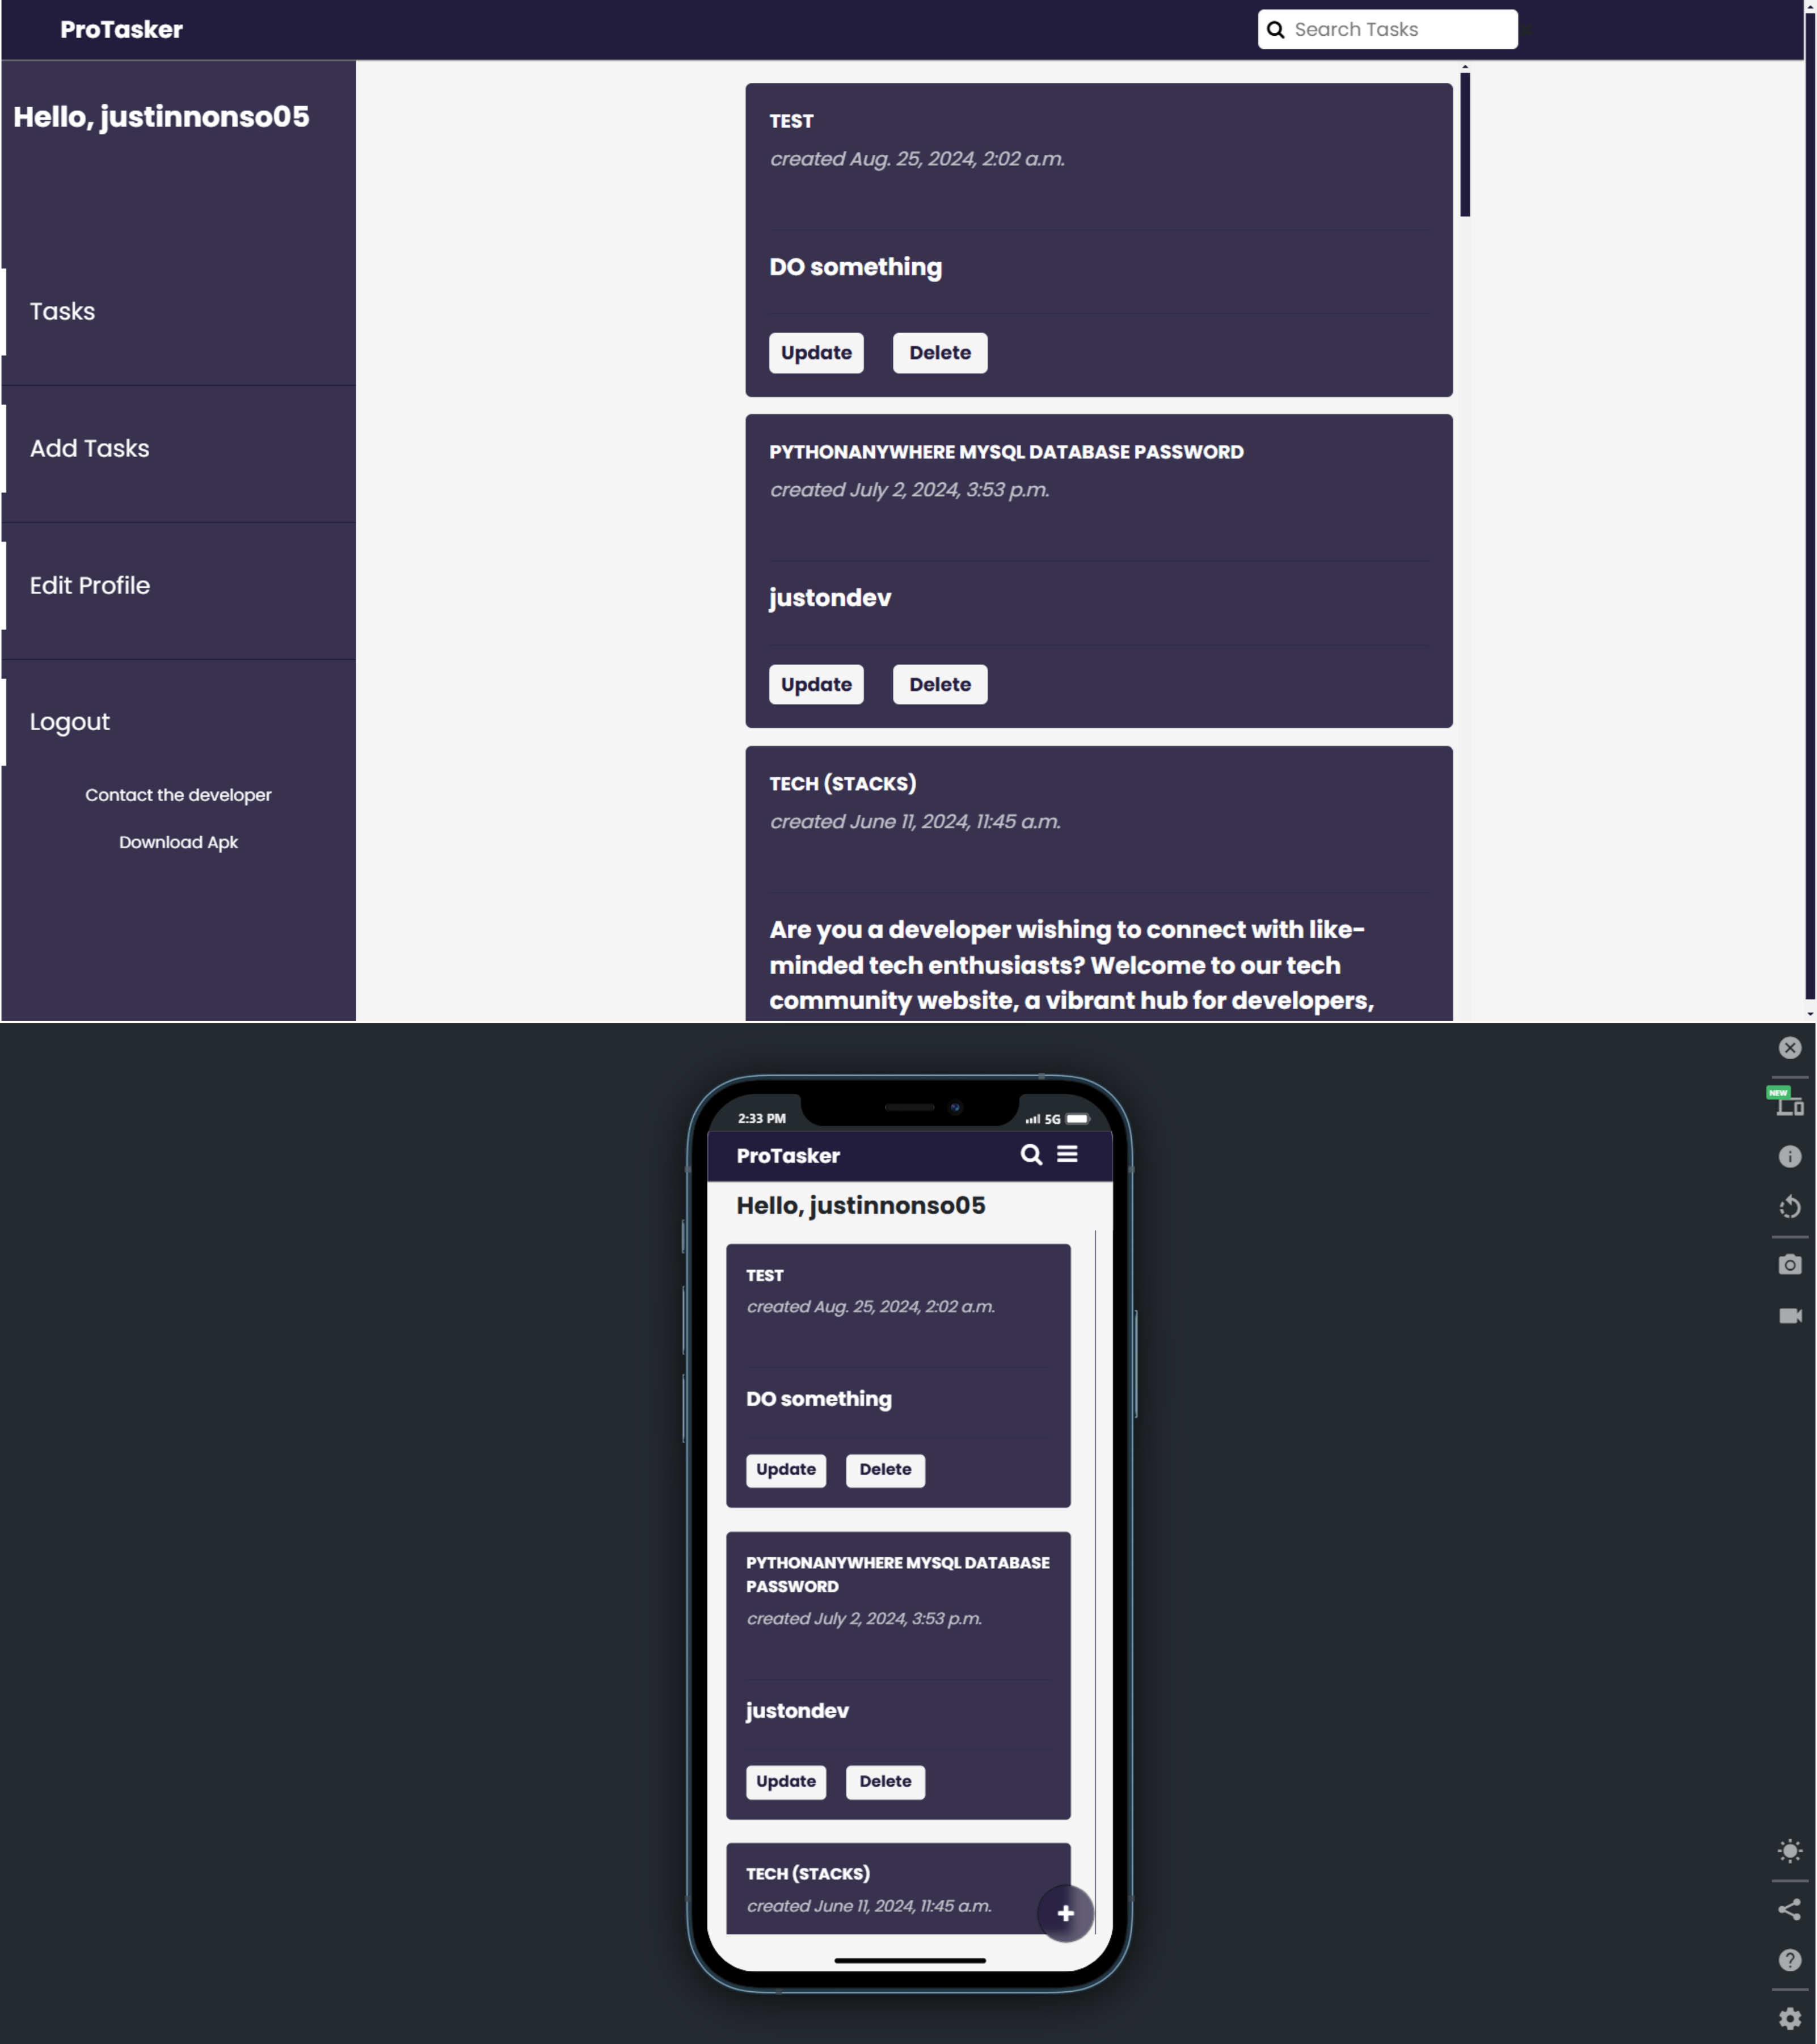 ProTasker
Search Tasks
Hello, justinnonso05
Tasks
Add Tasks
Edit Profile
Logout
Contact the developer
Download Apk
TEST
created Aug. 25, 2024, 2:02 a.m.
DO something
Update Delete
PYTHONANYWHERE MYSQL DATABASE PASSWORD
created July 2, 2024, 3:53 p.m.
justondev
Update Delete
TECH (STACKS)
created June 11, 2024, 11:45 a.m.
Are you a developer wishing to connect with like-
minded tech enthusiasts? Welcome to our tech
community website, a vibrant hub for developers,
NEW
2:33 PM 5G
ProTasker
Hello, justinnonso05
TEST
created Aug. 25, 2024, 2:02 a.m.
DO something
Update Delete
PYTHONANYWHERE MYSQL DATABASE
PASSWORD
created July 2, 2024, 3:53 p.m.
justondev
Update Delete
TECH (STACKS)
created June 11, 2024, 11:45 a.m.